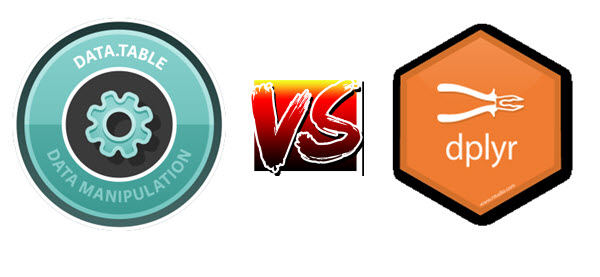 DATA.TABLE
DATA MANIPULATION
VS
dplyr